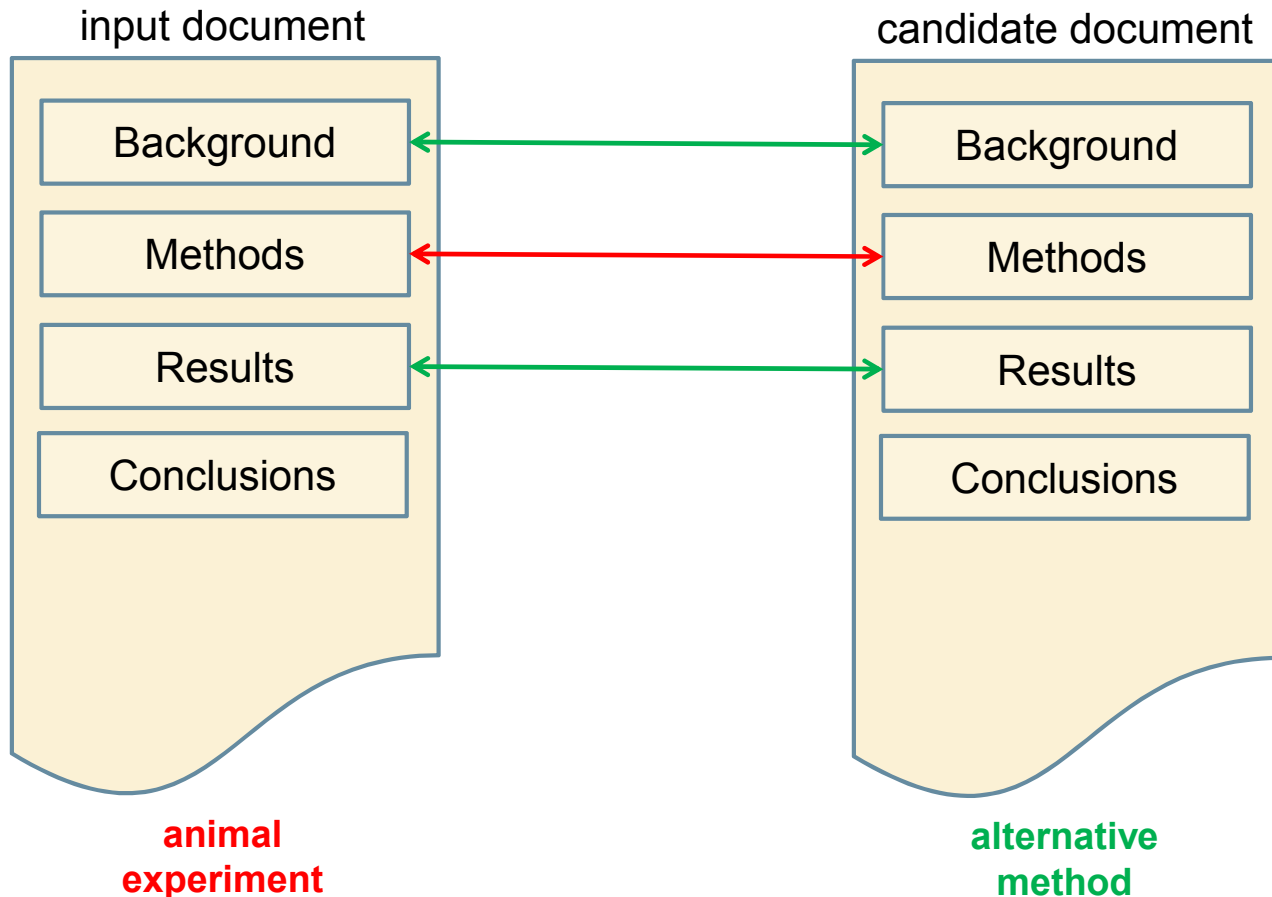 input document
candidate document
Background
Background
Methods
Methods
Results
Results
Conclusions
Conclusions
animal
experiment
alternative
method